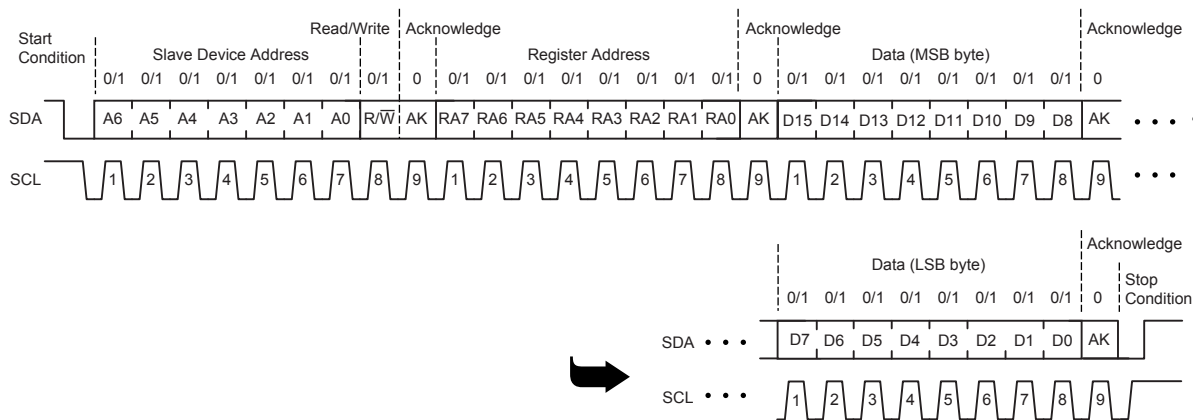 Read/Write Acknowledge Acknowledge Acknowledge
Start Condition Slave Device Address Register Address Data (MSB byte)
0/1 0/1 0/1 0/1 0/1 0/1 0/1 0/1 0 0/1 0/1 0/1 0/1 0/1 0/1 0/1 0/1 0 0/1 0/1 0/1 0/1 0/1 0/1 0/1 0/1 0
SDA A6 A5 A4 A3 A2 A1 A0 R/W̅ AK RA7 RA6 RA5 RA4 RA3 RA2 RA1 RA0 AK D15 D14 D13 D12 D11 D10 D9 D8 AK • • • •
SCL 1 2 3 4 5 6 7 8 9 1 2 3 4 5 6 7 8 9 1 2 3 4 5 6 7 8 9 • • •
Acknowledge
Data (LSB byte) Stop Condition
0/1 0/1 0/1 0/1 0/1 0/1 0/1 0/1 0
SDA • • • D7 D6 D5 D4 D3 D2 D1 D0 AK
SCL • • • 1 2 3 4 5 6 7 8 9